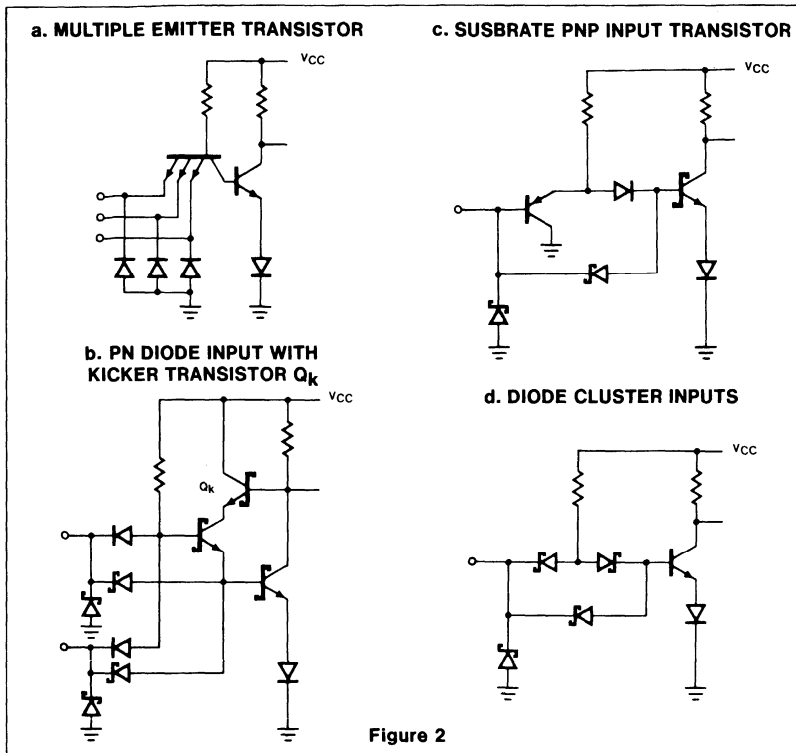 a. MULTIPLE EMITTER TRANSISTOR
VCC
b. PN DIODE INPUT WITH
KICKER TRANSISTOR Qk
VCC
Qk
c. SUSBRATE PNP INPUT TRANSISTOR
VCC
d. DIODE CLUSTER INPUTS
VCC
Figure 2